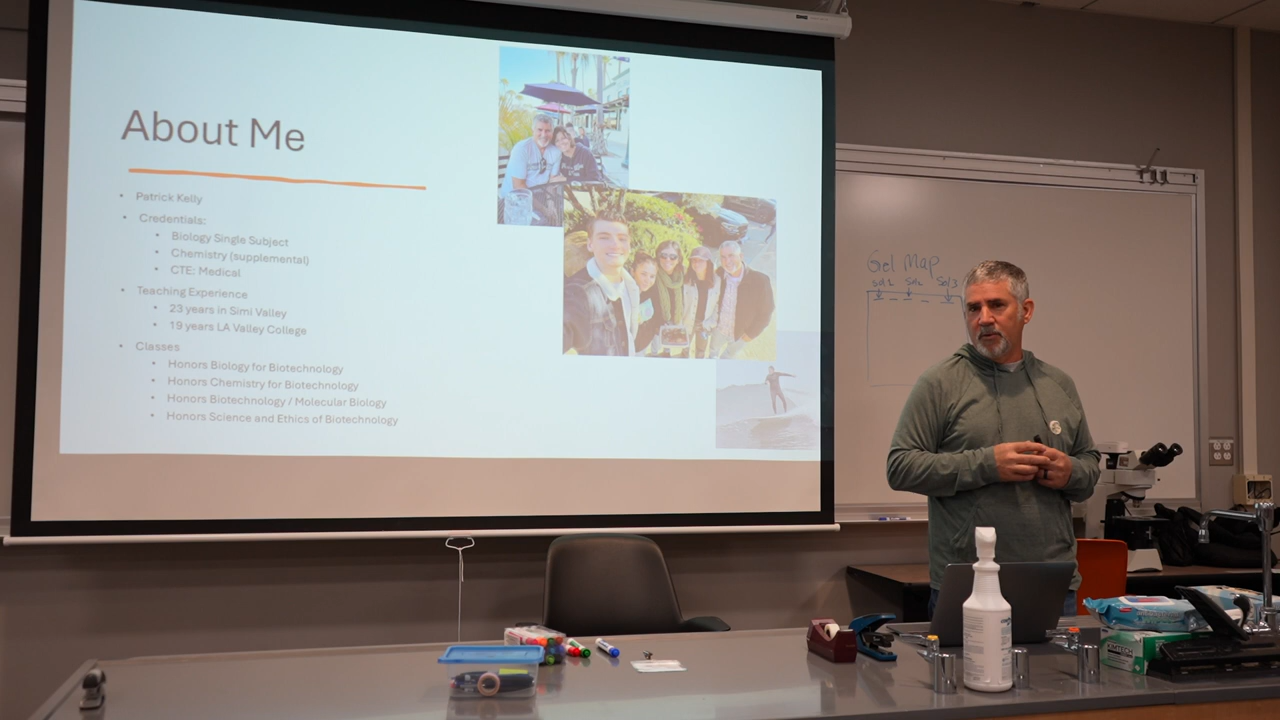 About Me
• Patrick Kelly
• Credentials:
• Biology Single Subject
• Chemistry (supplemental)
• CTE: Medical
• Teaching Experience
• 23 years in Simi Valley
• 19 years LA Valley College
• Classes
• Honors Biology for Biotechnology
• Honors Chemistry for Biotechnology
• Honors Biotechnology / Molecular Biology
• Honors Science and Ethics of Biotechnology
Gel Map
KIMTECH